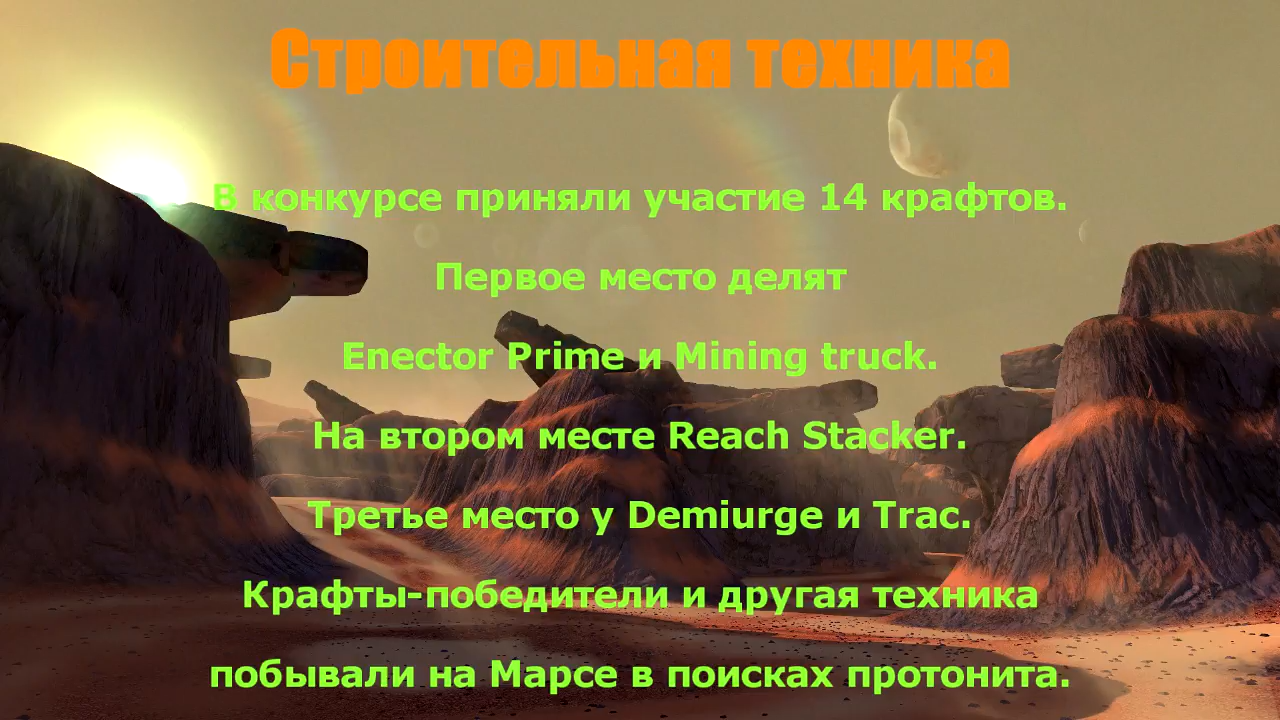 Строительная техника
В конкурсе приняли участие 14 крафтов.
Первое место делят
Enector Prime и Mining truck.
На втором месте Reach Stacker.
Третье место у Demiurge и Trac.
Крафты-победители и другая техника
побывали на Марсе в поисках протонита.